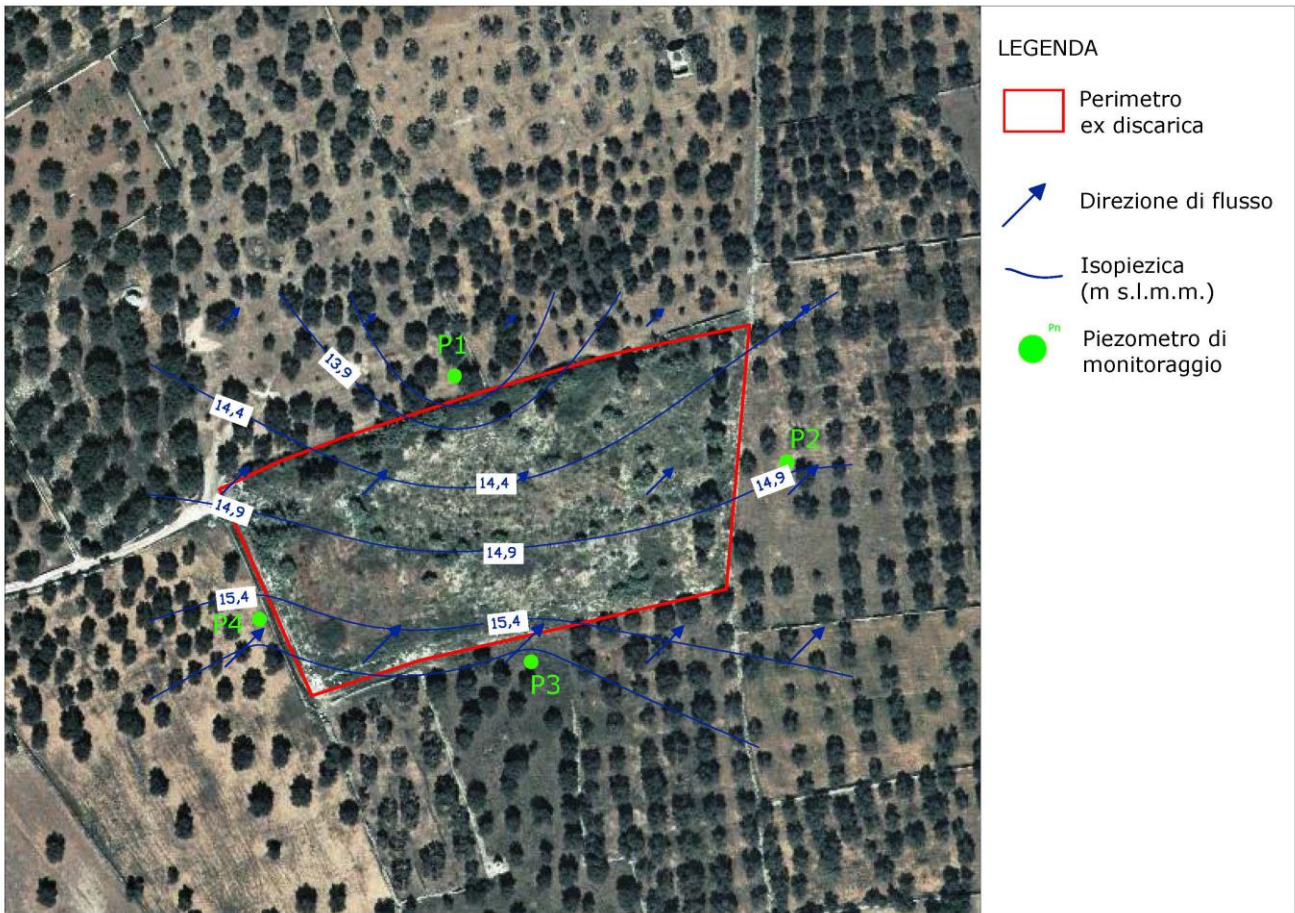 LEGENDA
Perimetro
ex discarica
Direzione di flusso
Isopiezica
(m s.l.m.m.)
Pn
Piezometro di
monitoraggio
P1
13,9
14,4
P2
14,4
14,9
14,9
14,9
15,4
P4
15,4
P3